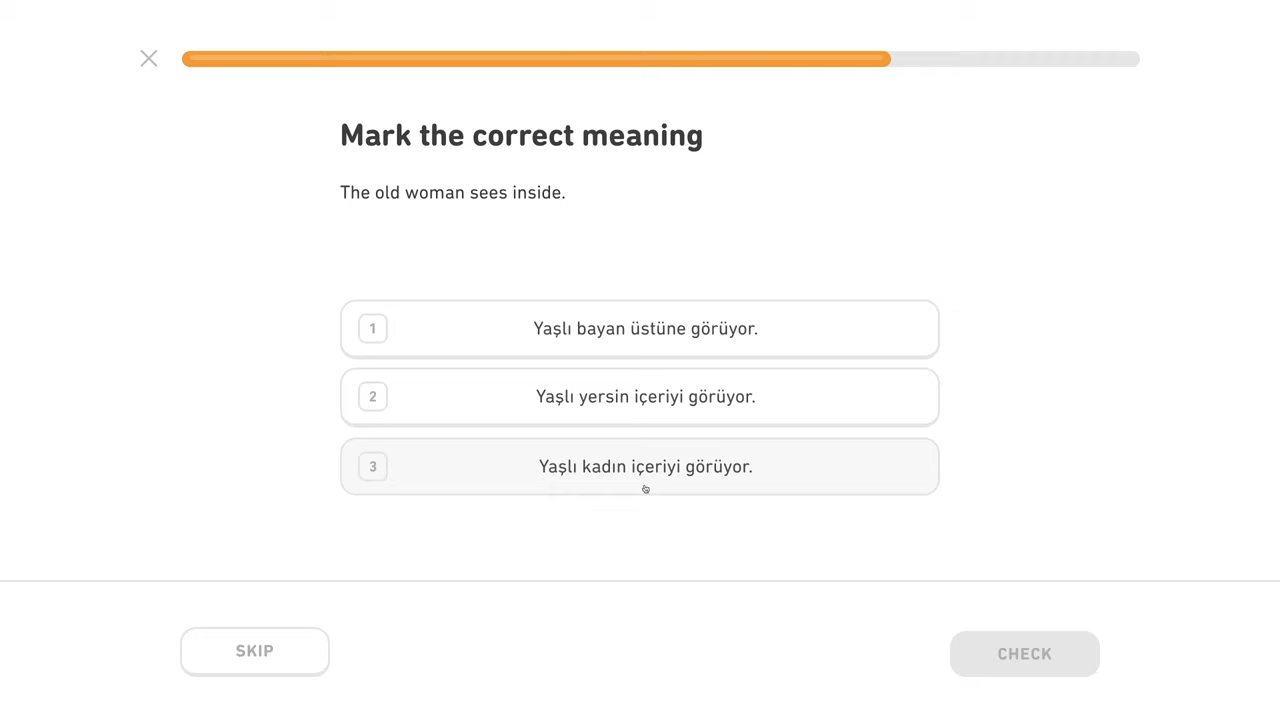 Mark the correct meaning
The old woman sees inside.
1 Yaşlı bayan üstüne görüyor.
2 Yaşlı yersin içeriyi görüyor.
3 Yaşlı kadın içeriyi görüyor.
SKIP
CHECK